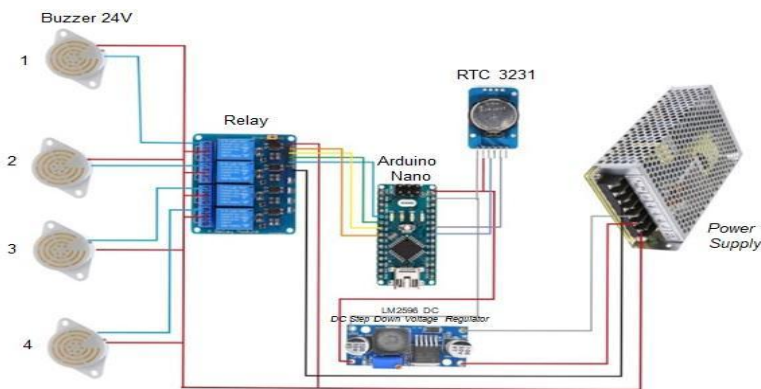 Buzzer 24V
1
RTC 3231
Relay
2
Arduino
Nano
3
Power
Supply
LM2596 DC
DC Step Down Voltage Regulator
4